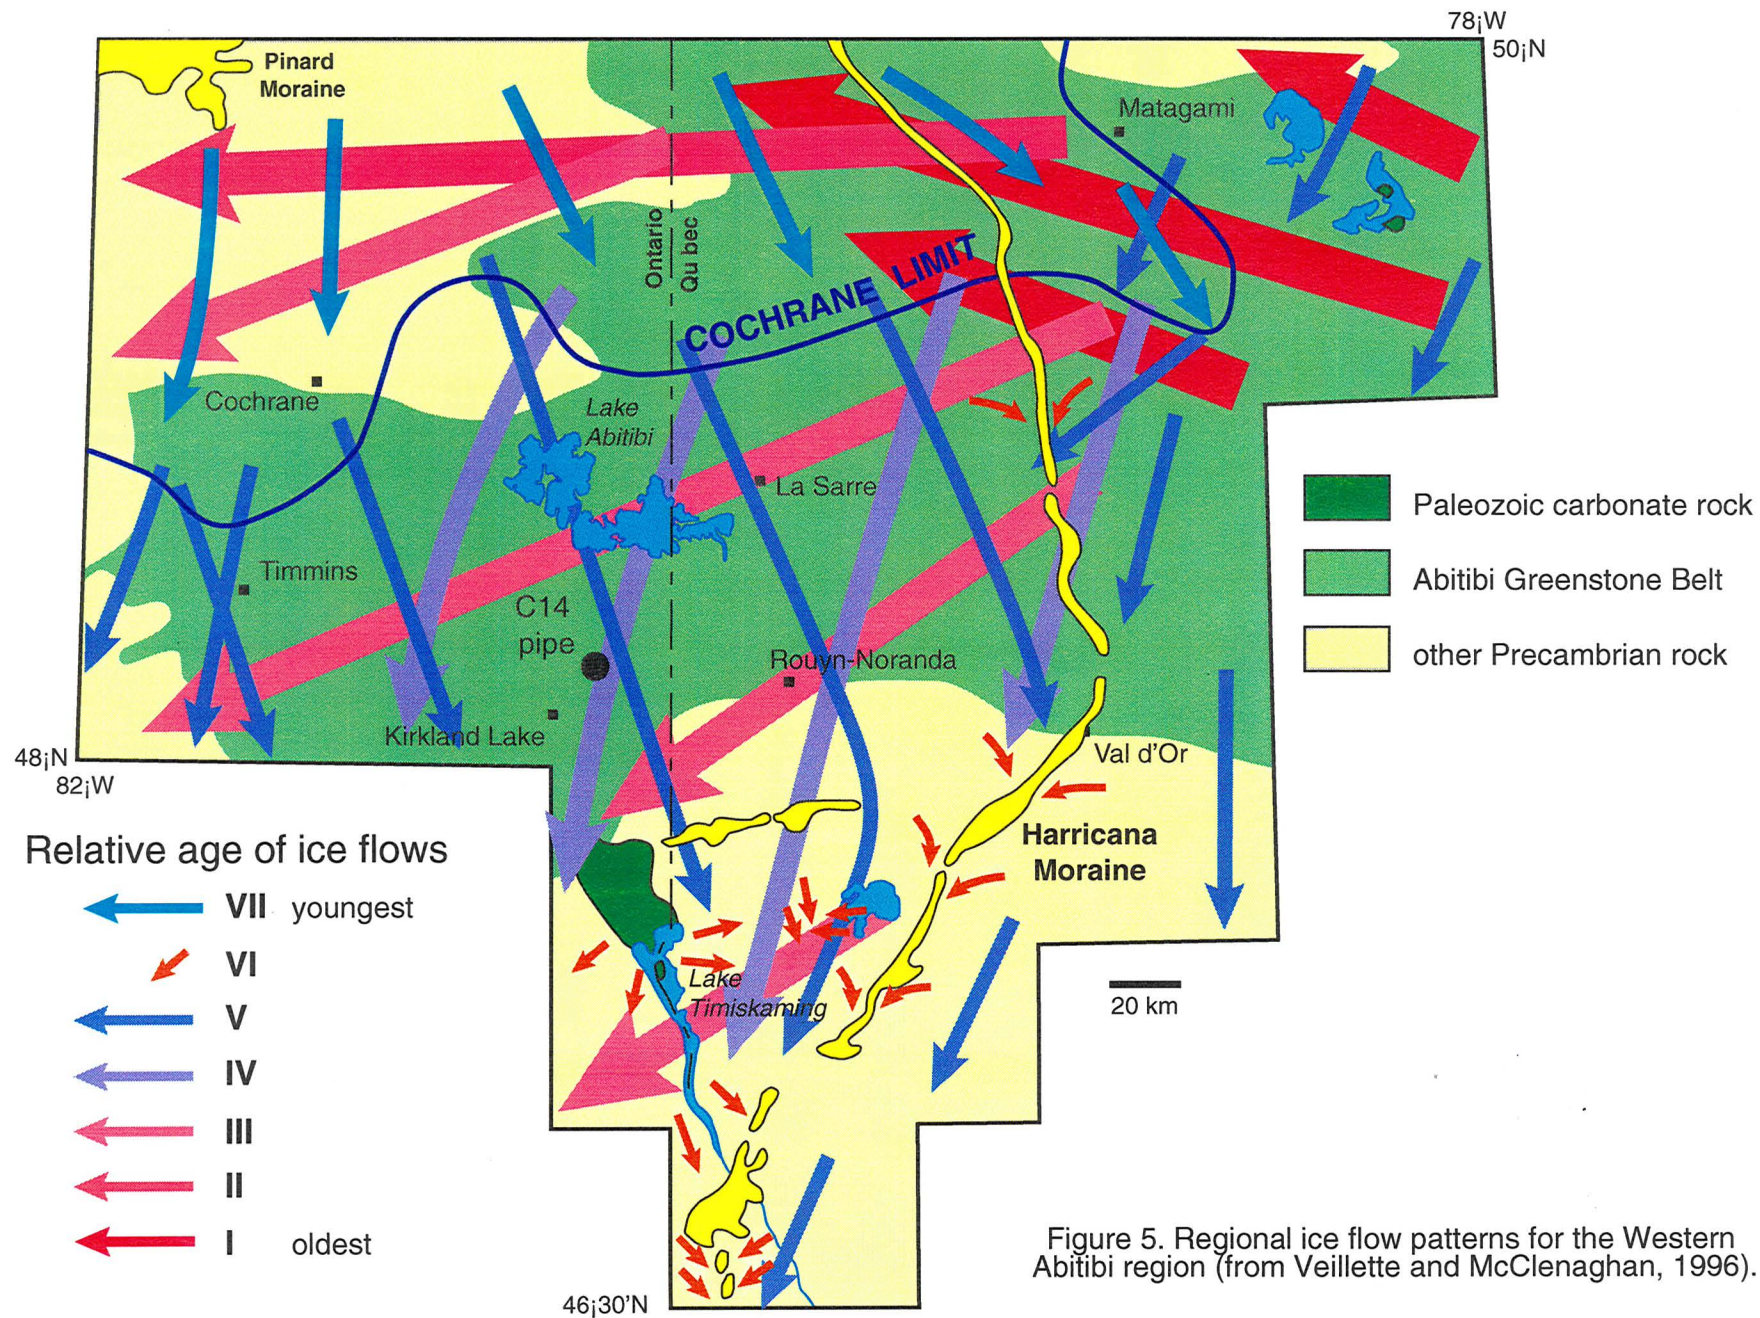 78¡W
50¡N
Pinard
Moraine
Matagami
Ontario
Qu bec
COCHRANE LIMIT
Cochrane
Lake
Abitibi
La Sarre
Paleozoic carbonate rock
Timmins
Abitibi Greenstone Belt
C14
pipe
Rouyn-Noranda
other Precambrian rock
Kirkland Lake
48¡N
82¡W
Val d'Or
Harricana
Moraine
Relative age of ice flows
VII youngest
VI
V
IV
III
II
I oldest
Lake
Timiskaming
20 km
Figure 5. Regional ice flow patterns for the Western
Abitibi region (from Veillette and McClenaghan, 1996).
46¡30'N